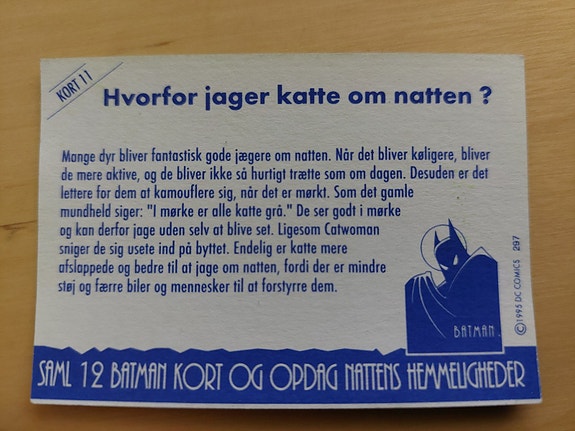 KORT 11
Hvorfor jager katte om natten ?
Mange dyr bliver fantastisk gode jægere om natten. Når det bliver køligere, bliver
de mere aktive, og de bliver ikke så hurtigt trætte som om dagen. Desuden er det
lettere for dem at kamouflere sig, når det er mørkt. Som det gamle
mundheld siger: "I mørke er alle katte grå." De ser godt i mørke
og kan derfor jage uden selv at blive set. Ligesom Catwoman
sniger de sig usete ind på byttet. Endelig er katte mere
afslappede og bedre til at jage om natten, fordi der er mindre
støj og færre biler og mennesker til at forstyrre dem.
BATMAN
©1995 DC COMICS 297
SAML 12 BATMAN KORT OG OPDAG NATTENS HEMMELIGHEDER